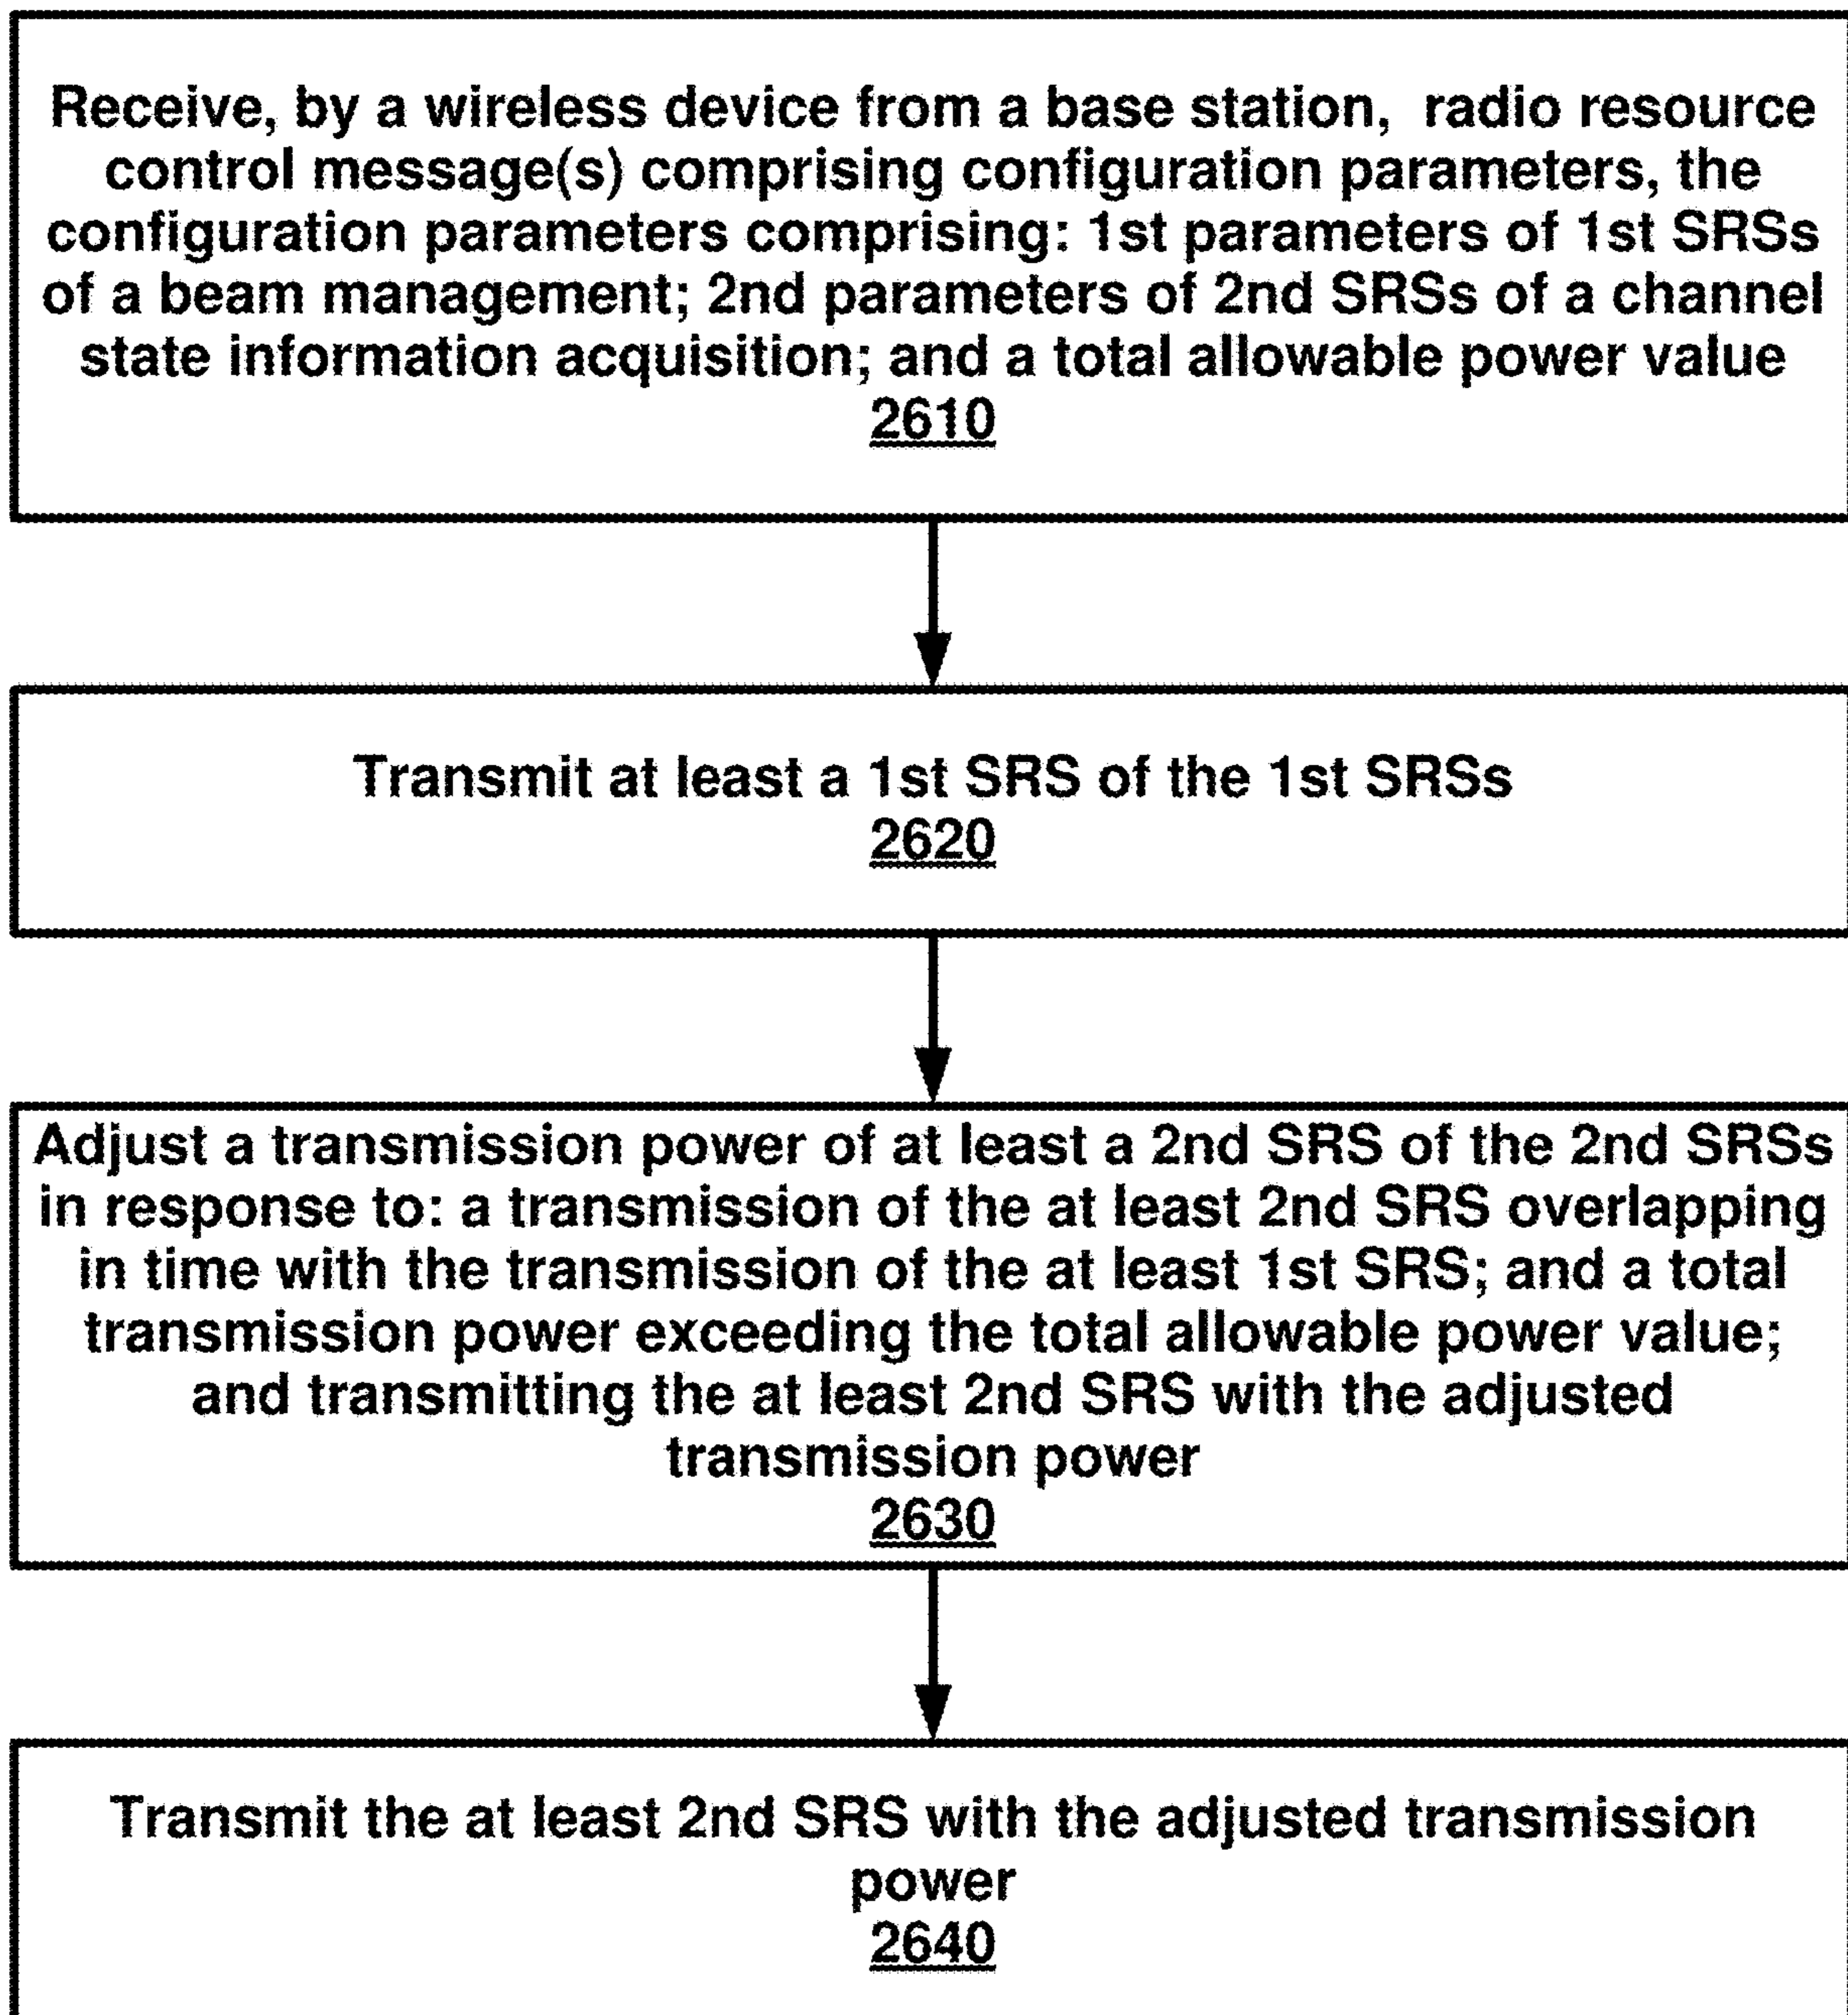 Receive, by a wireless device from a base station, radio resource
control message(s) comprising configuration parameters, the
configuration parameters comprising: 1st parameters of 1st SRSs
of a beam management; 2nd parameters of 2nd SRSs of a channel
state information acquisition; and a total allowable power value
2610
Transmit at least a 1st SRS of the 1st SRSs
2620
Adjust a transmission power of at least a 2nd SRS of the 2nd SRSs
in response to: a transmission of the at least 2nd SRS overlapping
in time with the transmission of the at least 1st SRS; and a total
transmission power exceeding the total allowable power value;
and transmitting the at least 2nd SRS with the adjusted
transmission power
2630
Transmit the at least 2nd SRS with the adjusted transmission
power
2640